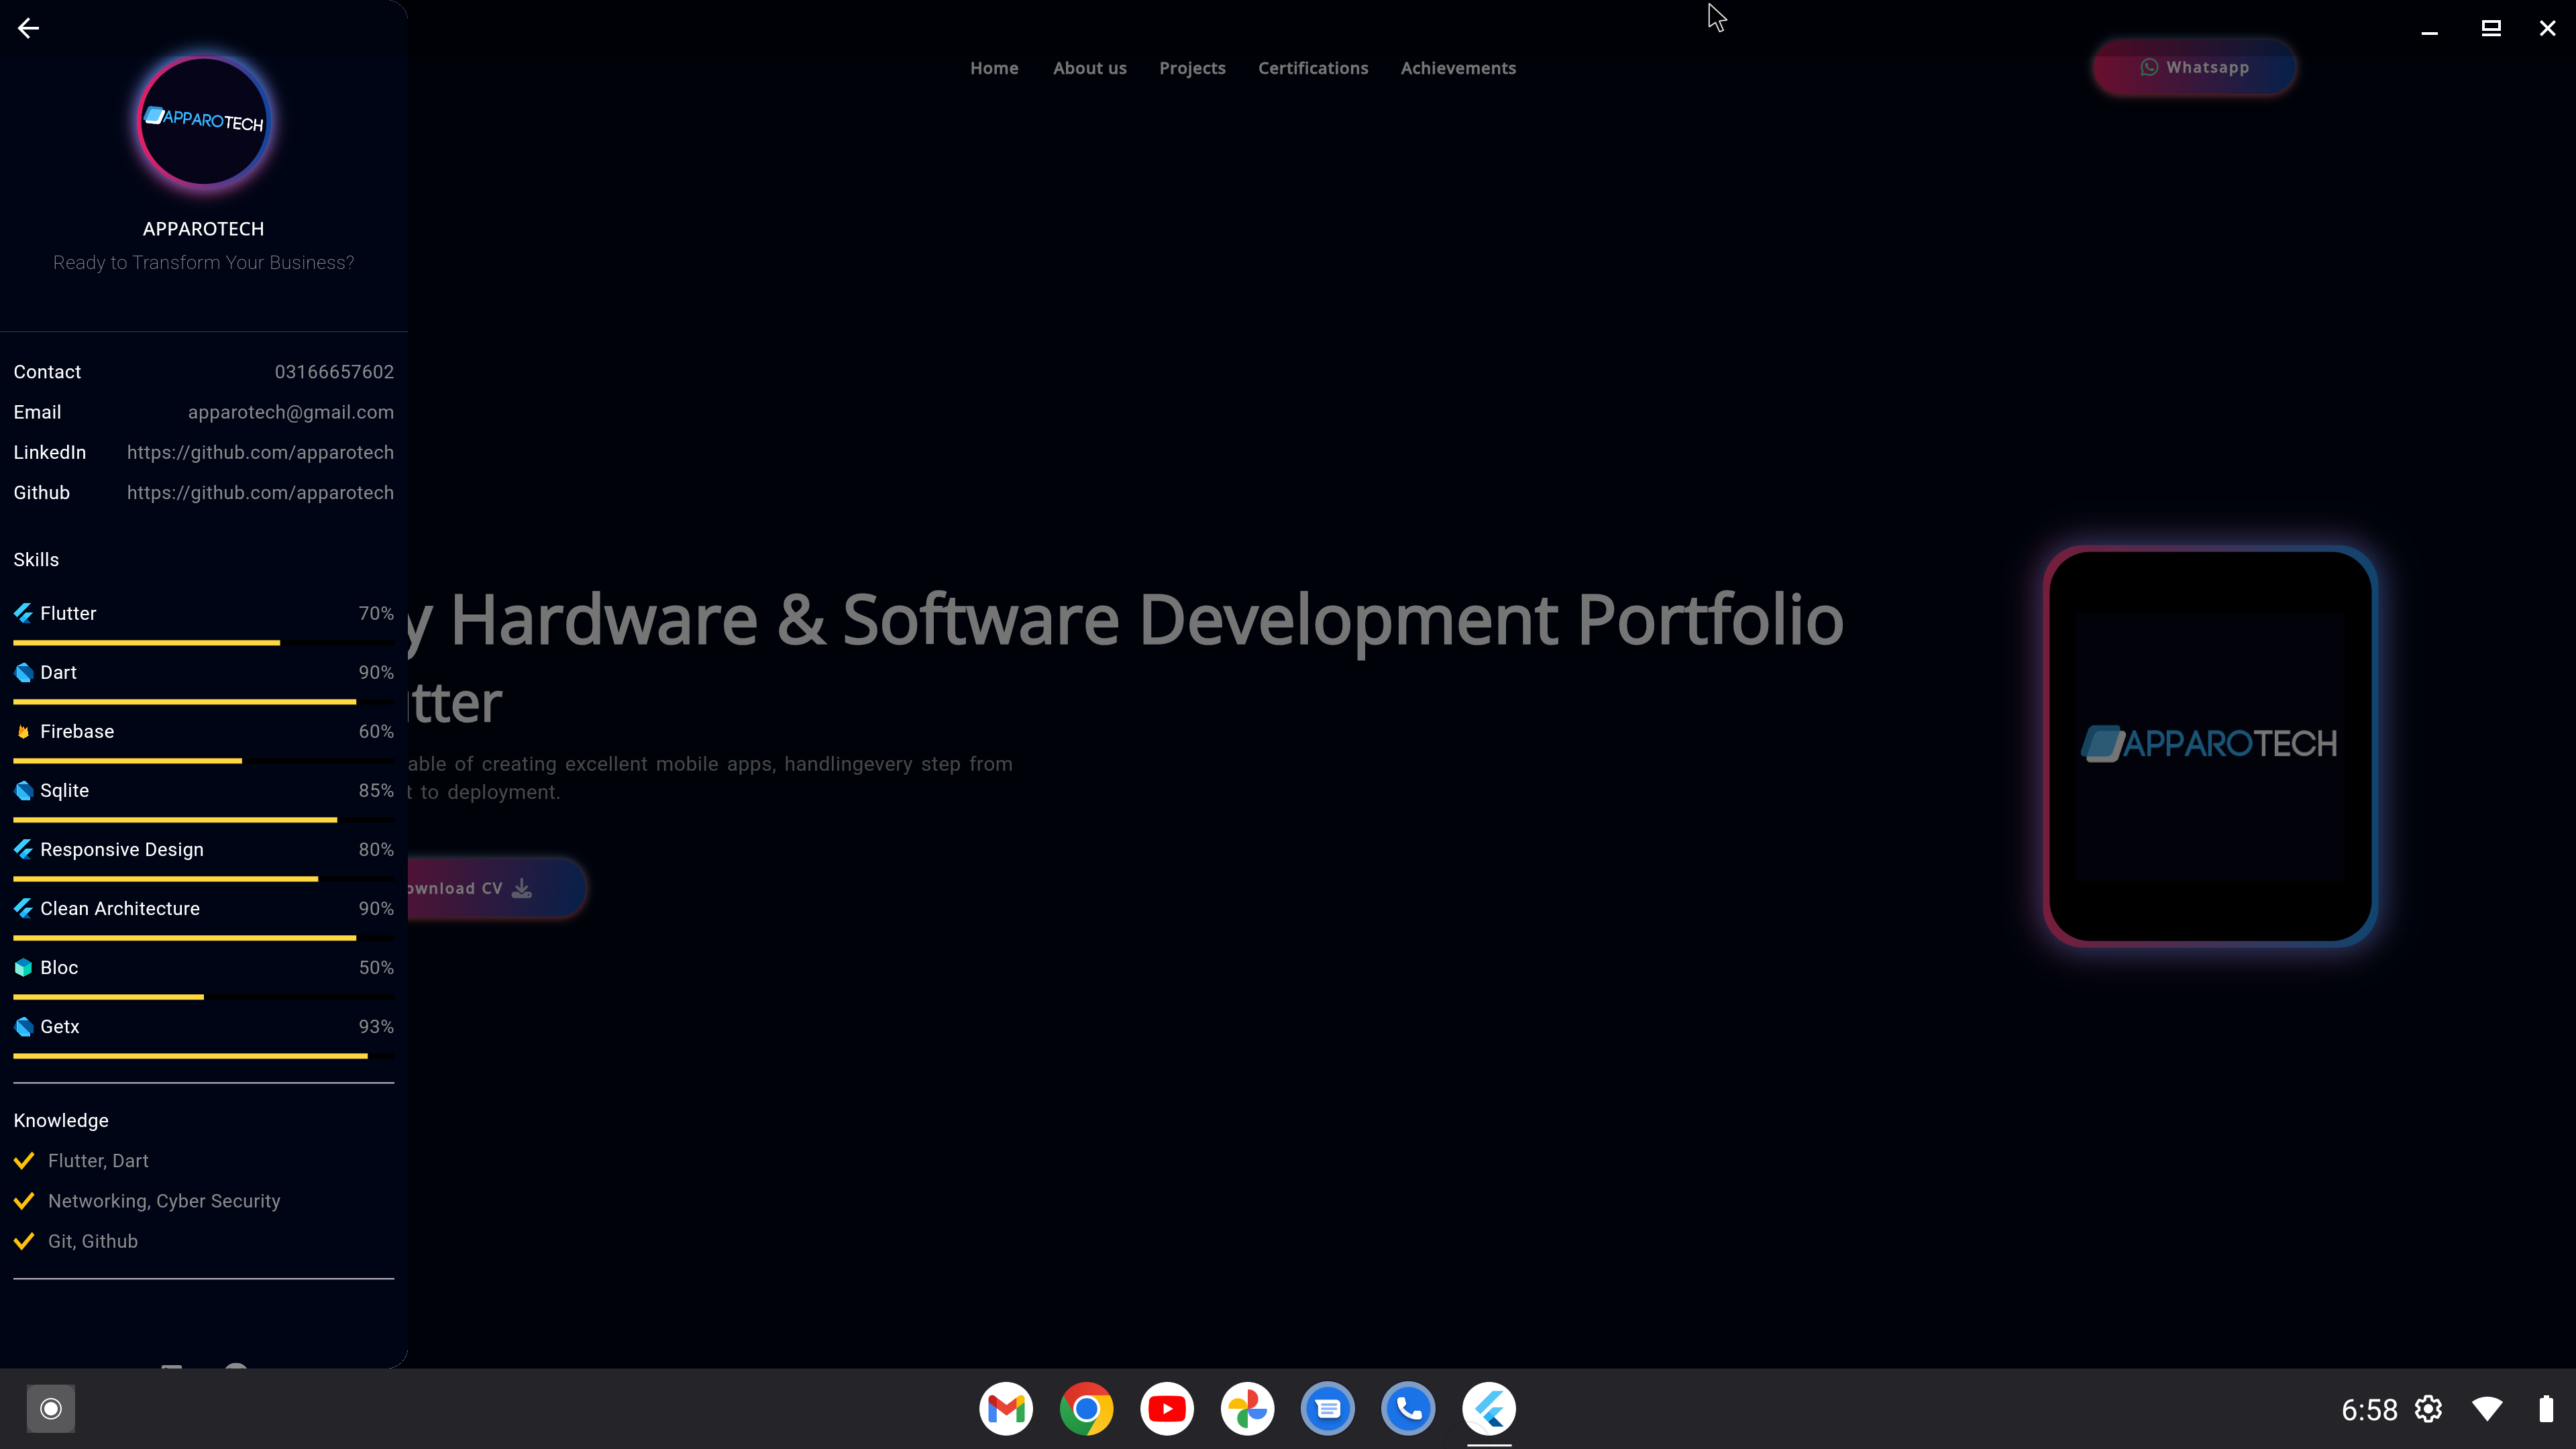 APPAROTECH
APPAROTECH
Ready to Transform Your Business?
Contact 03166657602
Email apparotech@gmail.com
LinkedIn https://github.com/apparotech
Github https://github.com/apparotech
Skills
Flutter 70%
Dart 90%
Firebase 60%
Sqlite 85%
Responsive Design 80%
Clean Architecture 90%
Bloc 50%
Getx 93%
Knowledge
Flutter, Dart
Networking, Cyber Security
Git, Github
Home About us Projects Certifications Achievements
Whatsapp
y Hardware & Software Development Portfolio
tter
able of creating excellent mobile apps, handlingevery step from
t to deployment.
ownload CV
APPAROTECH
6:58